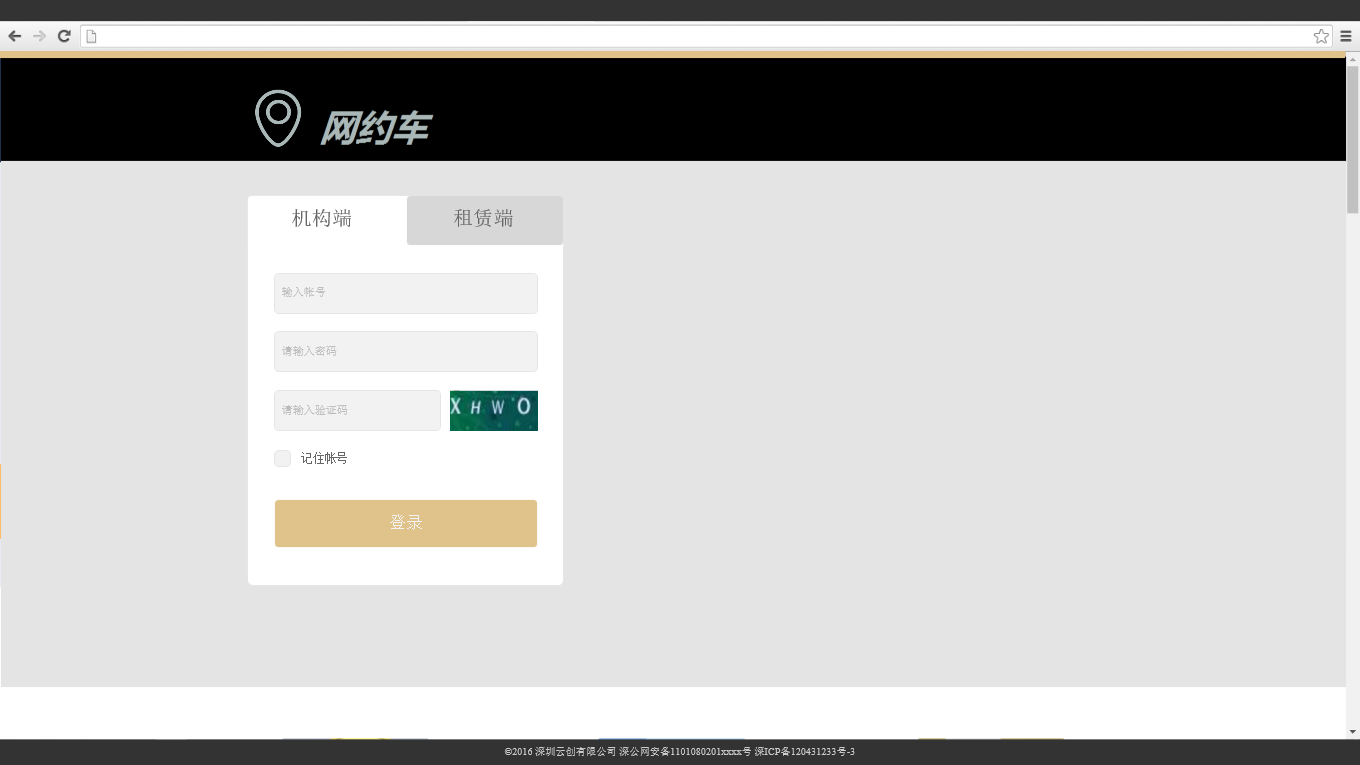 网约车
机构端 租赁端
输入帐号
请输入密码
请输入验证码 X H W O
记住帐号
登录
©2016 深圳云创有限公司 深公网安备1101080201xxxx号 深ICP备120431233号-3